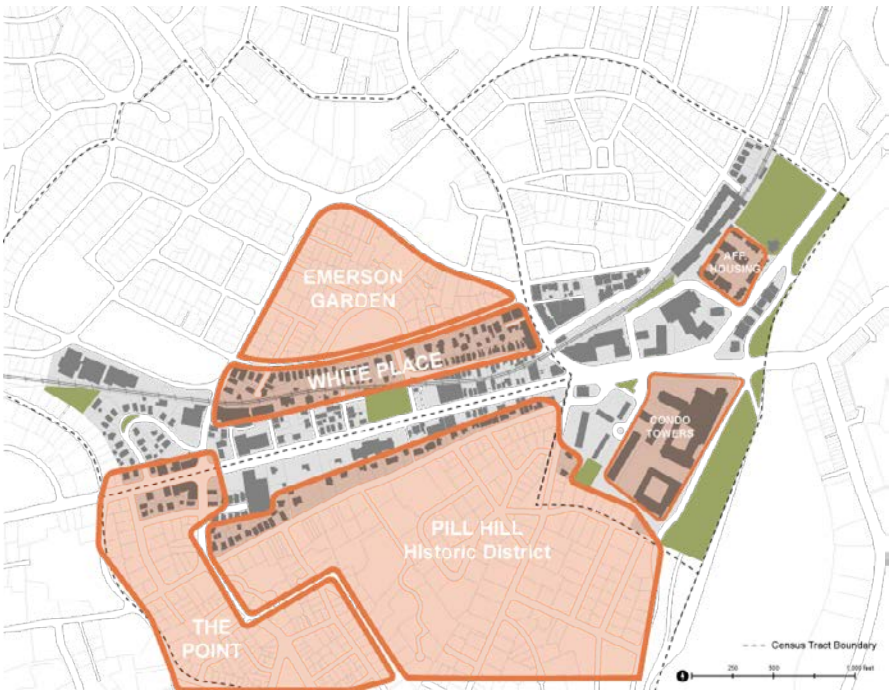 EMERSON
GARDEN
WHITE PLACE
AFF.
HOUSING
CONDO
TOWERS
PILL HILL
Historic District
THE
POINT
Census Tract Boundary
250
500
1,000 feet